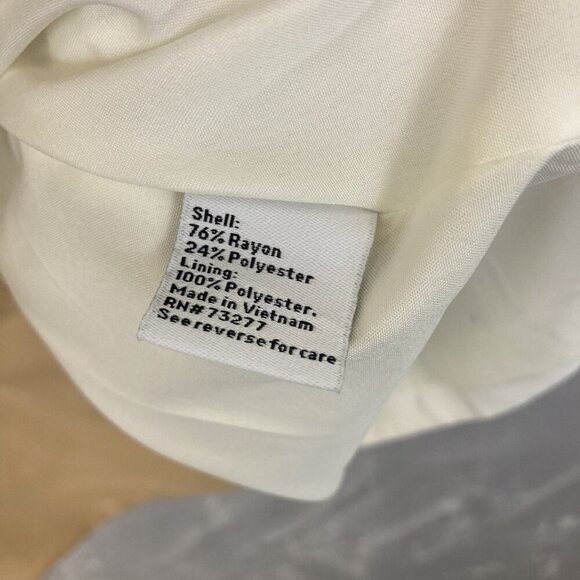 Shell:
76% Rayon
24% Polyester
Lining:
100% Polyester.
Made in Vietnam
RN# 73277
See reverse for care